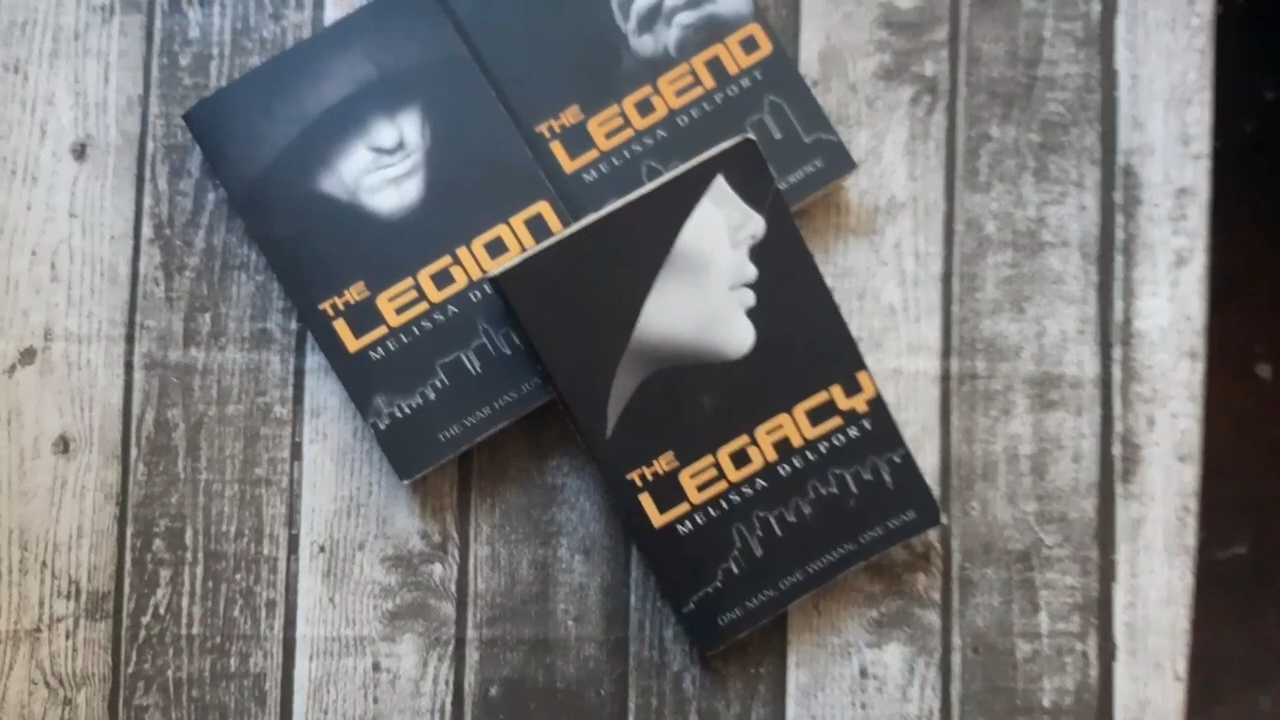 THE
LEGEND
MELISSA DELPORT
SACRIFICE
THE
LEGION
MELISSA
THE WAR HAS JUS
THE
LEGACY
MELISSA DELPORT
ONE MAN, ONE WOMAN, ONE WAR